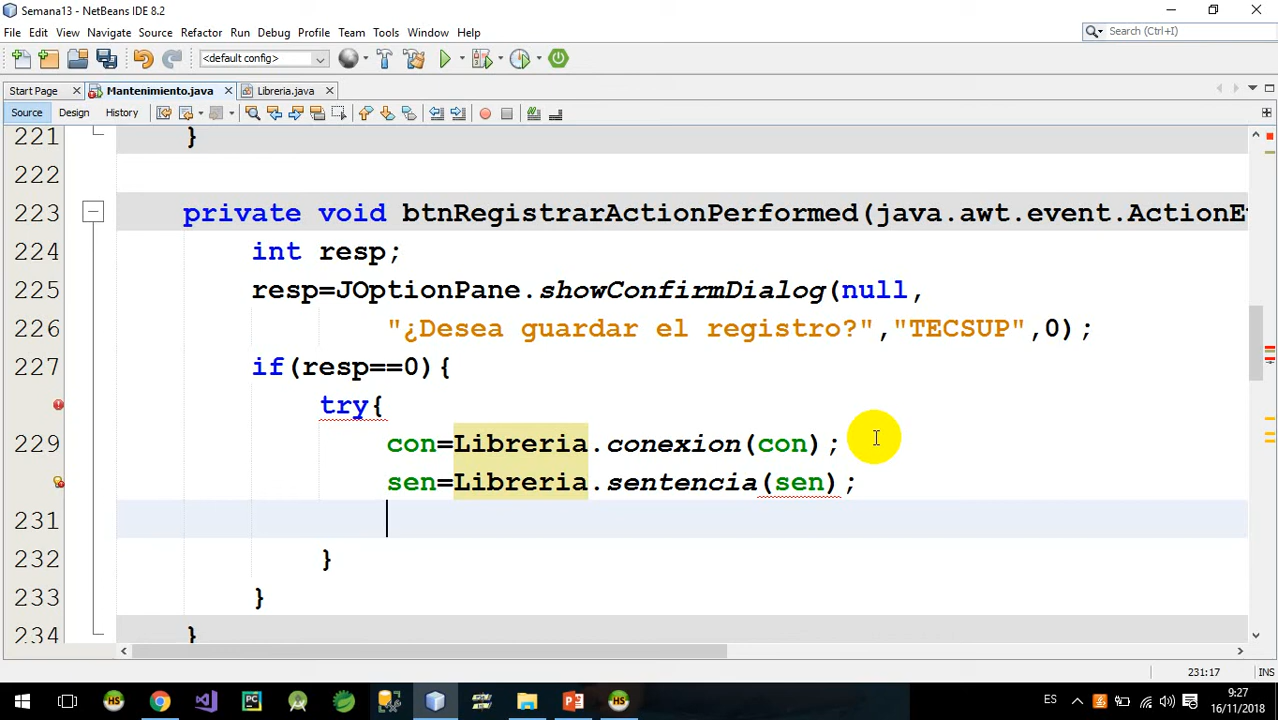 Semana13 - NetBeans IDE 8.2
File Edit View Navigate Source Refactor Run Debug Profile Team Tools Window Help
Search (Ctrl+I)
<default config>
Start Page Mantenimiento.java Libreria.java
Source Design History
221 }
222
223 private void btnRegistrarActionPerformed(java.awt.event.ActionE
224 int resp;
225 resp=JOptionPane.showConfirmDialog(null,
226 "¿Desea guardar el registro?","TECSUP",0);
227 if(resp==0){
try{
229 con=Libreria.conexion(con);
sen=Libreria.sentencia(sen);
231
232 }
233 }
234 }
231:17 INS
ES 9:27
16/11/2018